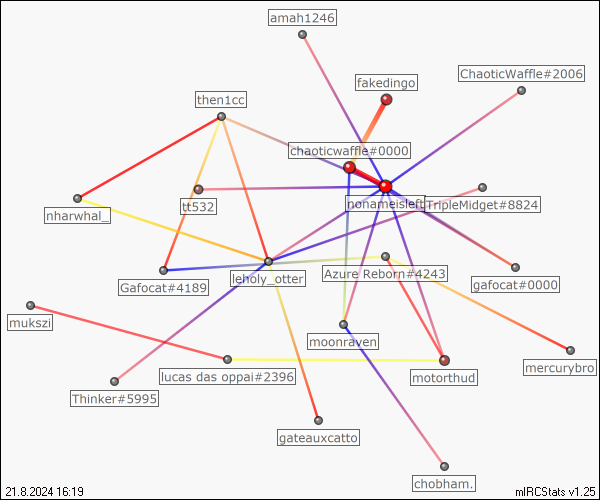 amah1246
ChaoticWaffle#2006
fakedingo
then1cc
chaoticwaffle#0000
nonameisleft
TripleMidget#8824
tt532
nharwhal_
leholy_otter
Azure Reborn#4243
gafocat#0000
Gafocat#4189
mukszi
moonraven
mercurybro
lucas das oppai#2396
motorthud
Thinker#5995
gateauxcatto
chobham.
21.8.2024 16:19
mIRCStats v1.25